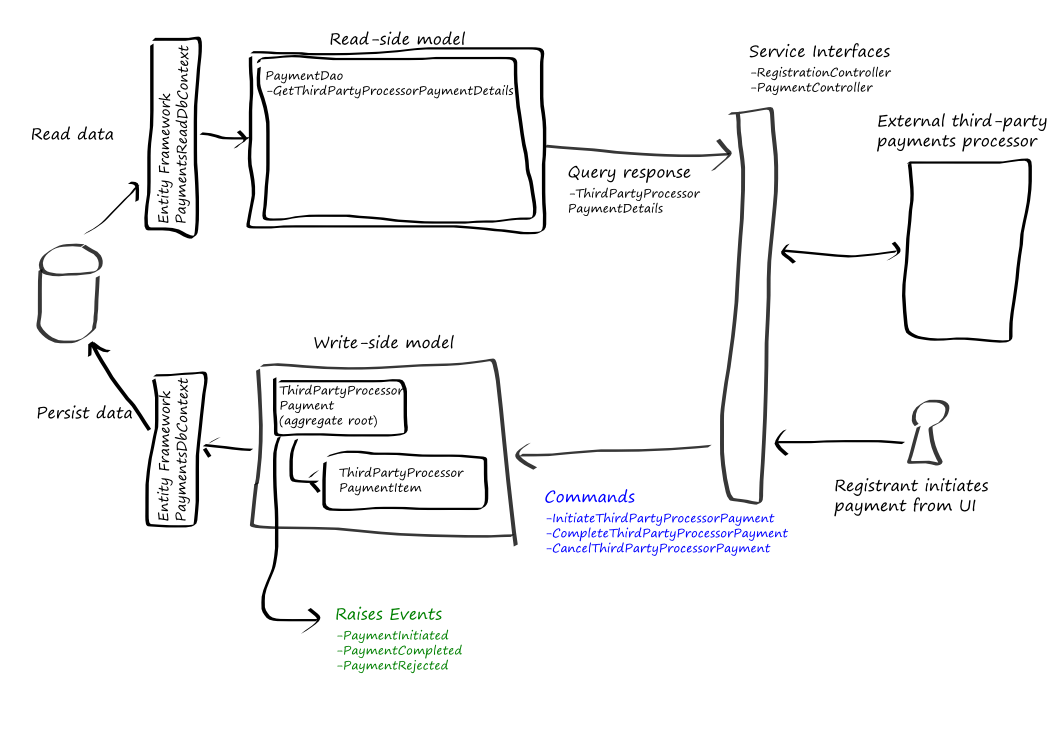 Read-side model
Service Interfaces
-RegistrationController
-PaymentController
External third-party
payments processor
Read data
Entity Framework
PaymentsReadDbContext
PaymentDao
-GetThirdPartyProcessorPaymentDetails
Query response
-ThirdPartyProcessor
PaymentDetails
Write-side model
Persist data
Entity Framework
PaymentsDbContext
ThirdPartyProcessor
Payment
(aggregate root)
ThirdPartyProcessor
PaymentItem
Commands
-InitiateThirdPartyProcessorPayment
-CompleteThirdPartyProcessorPayment
-CancelThirdPartyProcessorPayment
Registrant initiates
payment from UI
Raises Events
-PaymentInitiated
-PaymentCompleted
-PaymentRejected